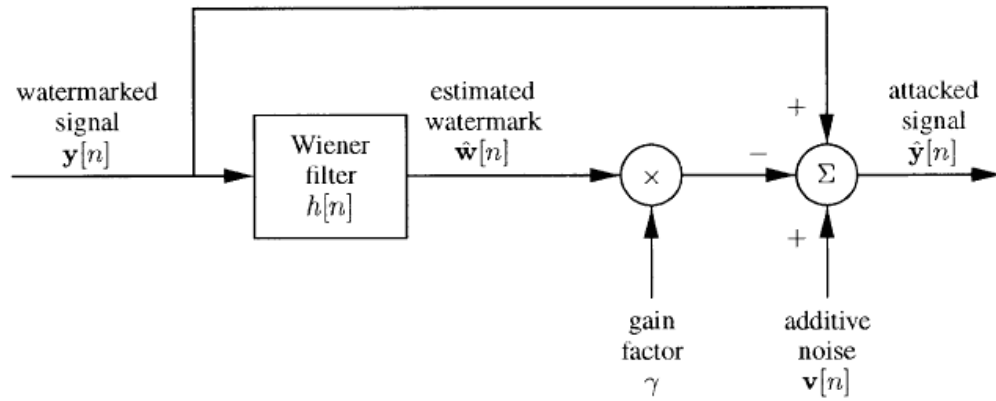 watermarked
signal
y[n]
Wiener
filter
h[n]
estimated
watermark
ŵ[n]
×
gain
factor
γ
−
+
Σ
+
additive
noise
v[n]
attacked
signal
ŷ[n]